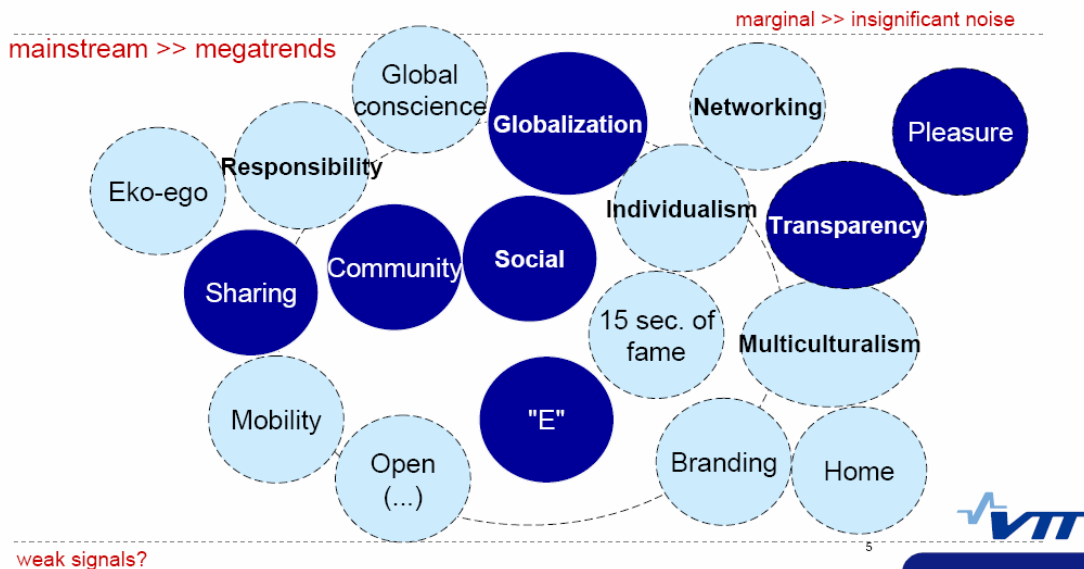 marginal >> insignificant noise
mainstream >> megatrends
Global
conscience
Globalization
Networking
Pleasure
Responsibility
Eko-ego
Individualism
Transparency
Community
Social
Sharing
15 sec. of
fame
Multiculturalism
Mobility
"E"
Open
(...)
Branding
Home
VTT
5
weak signals?